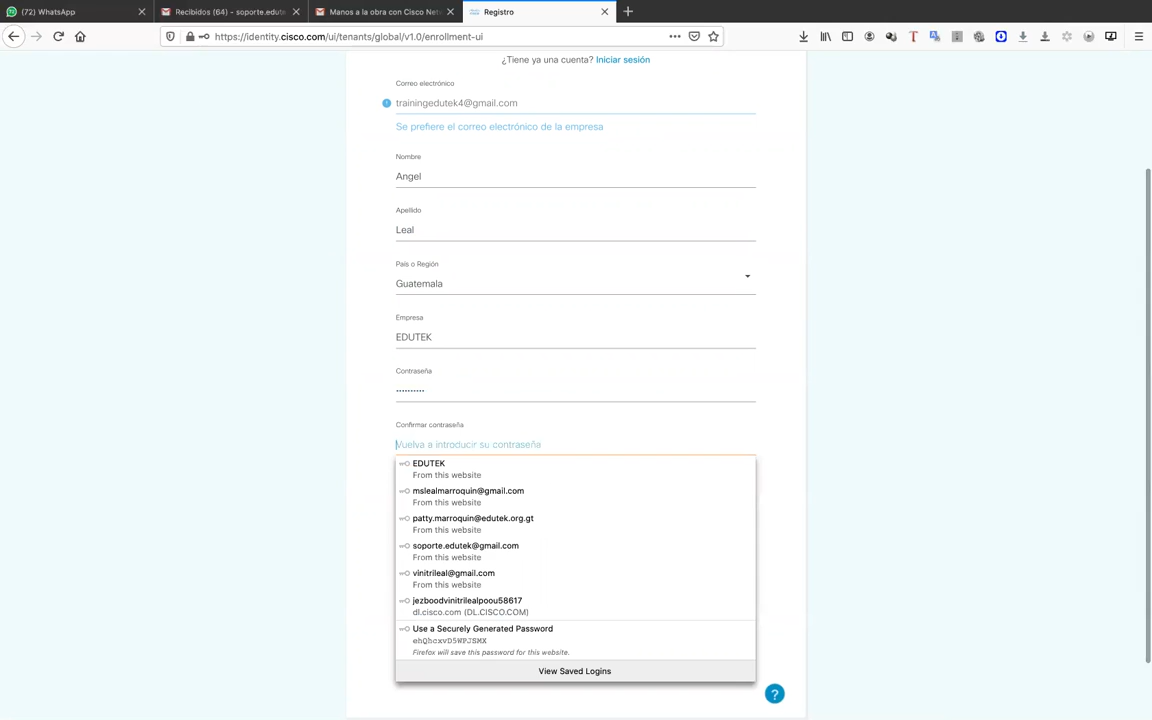 (72) WhatsApp
Recibidos (64) - soporte.edute
Manos a la obra con Cisco Netw
Registro
https://identity.cisco.com/ui/tenants/global/v1.0/enrollment-ui
¿Tiene ya una cuenta? Iniciar sesión
Correo electrónico
trainingedutek4@gmail.com
Se prefiere el correo electrónico de la empresa
Nombre
Angel
Apellido
Leal
País o Región
Guatemala
Empresa
EDUTEK
Contraseña
••••••••••
Confirmar contraseña
Vuelva a introducir su contraseña
EDUTEK
From this website
mslealmarroquin@gmail.com
From this website
patty.marroquin@edutek.org.gt
From this website
soporte.edutek@gmail.com
From this website
vinitrileal@gmail.com
From this website
jezboodvinitrilealpoou58617
dl.cisco.com (DL.CISCO.COM)
Use a Securely Generated Password
ehQhcxvD5WPJSMX
Firefox will save this password for this website.
View Saved Logins
?